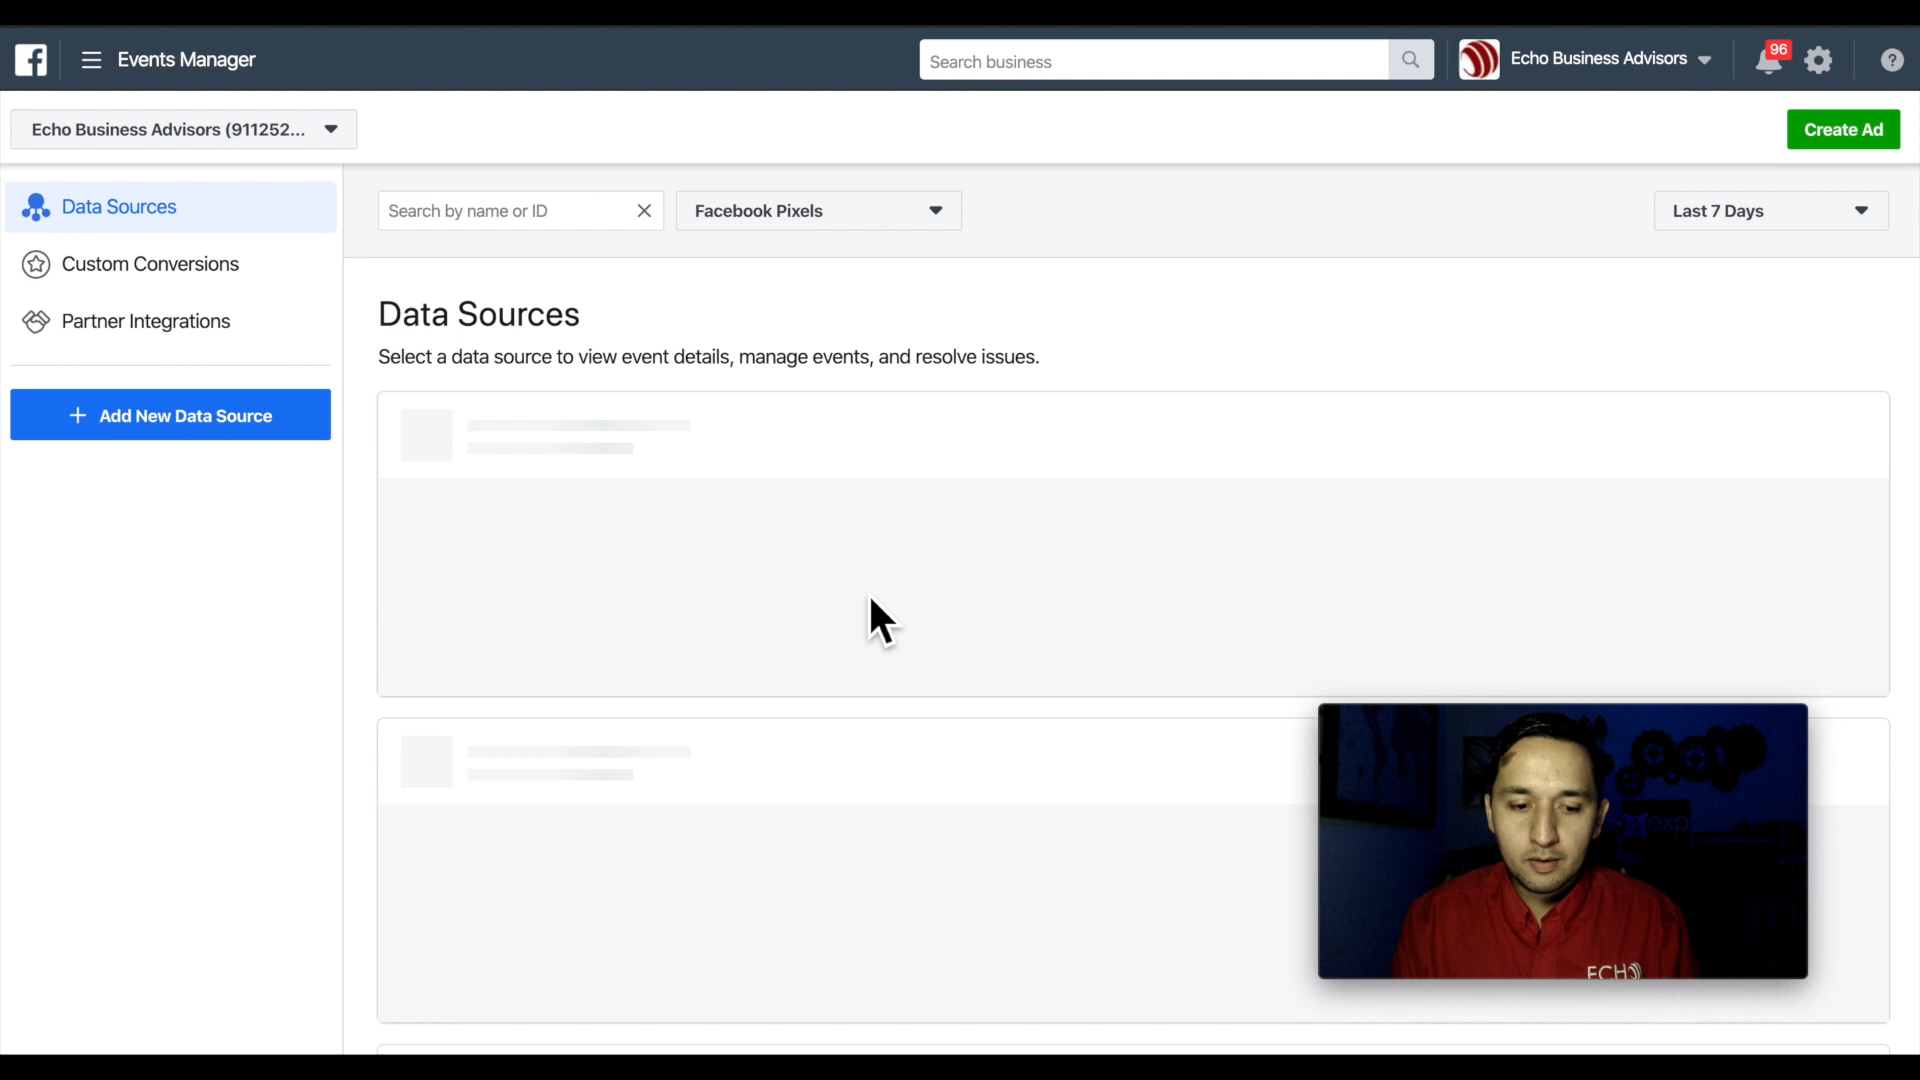 Events Manager
Search business
Echo Business Advisors
96
?
Echo Business Advisors (911252...
Create Ad
Data Sources
Search by name or ID
Facebook Pixels
Last 7 Days
Custom Conversions
Partner Integrations
+ Add New Data Source
Data Sources
Select a data source to view event details, manage events, and resolve issues.
exp
ECHO